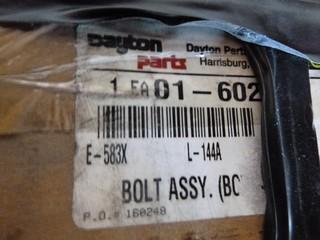 Dayton Dayton Parts
parts Harrisburg,
1 EA 01-602
E-583X L-144A
BOLT ASSY. (BC
P.O.# 160248